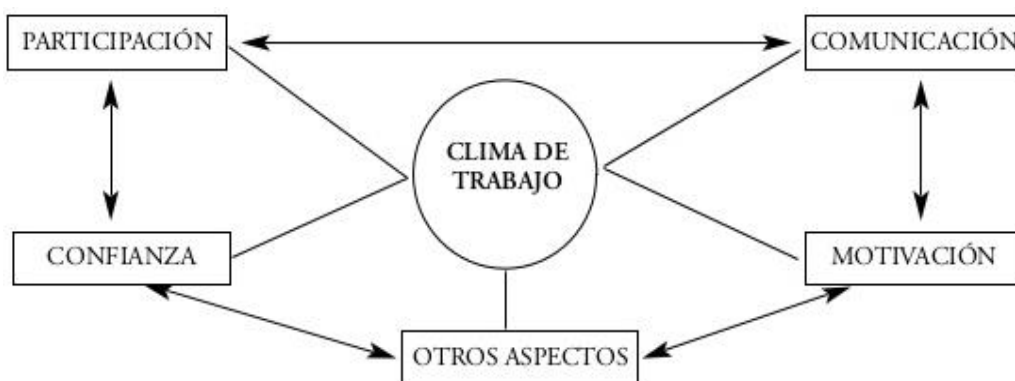 PARTICIPACIÓN
COMUNICACIÓN
CLIMA DE
TRABAJO
CONFIANZA
MOTIVACIÓN
OTROS ASPECTOS